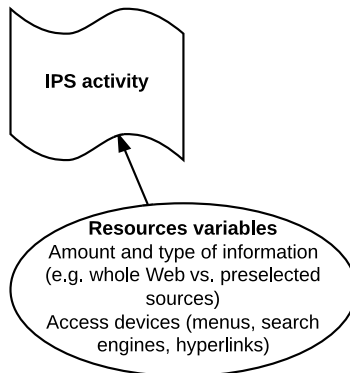 IPS activity
Resources variables
Amount and type of information
(e.g. whole Web vs. preselected
sources)
Access devices (menus, search
engines, hyperlinks)